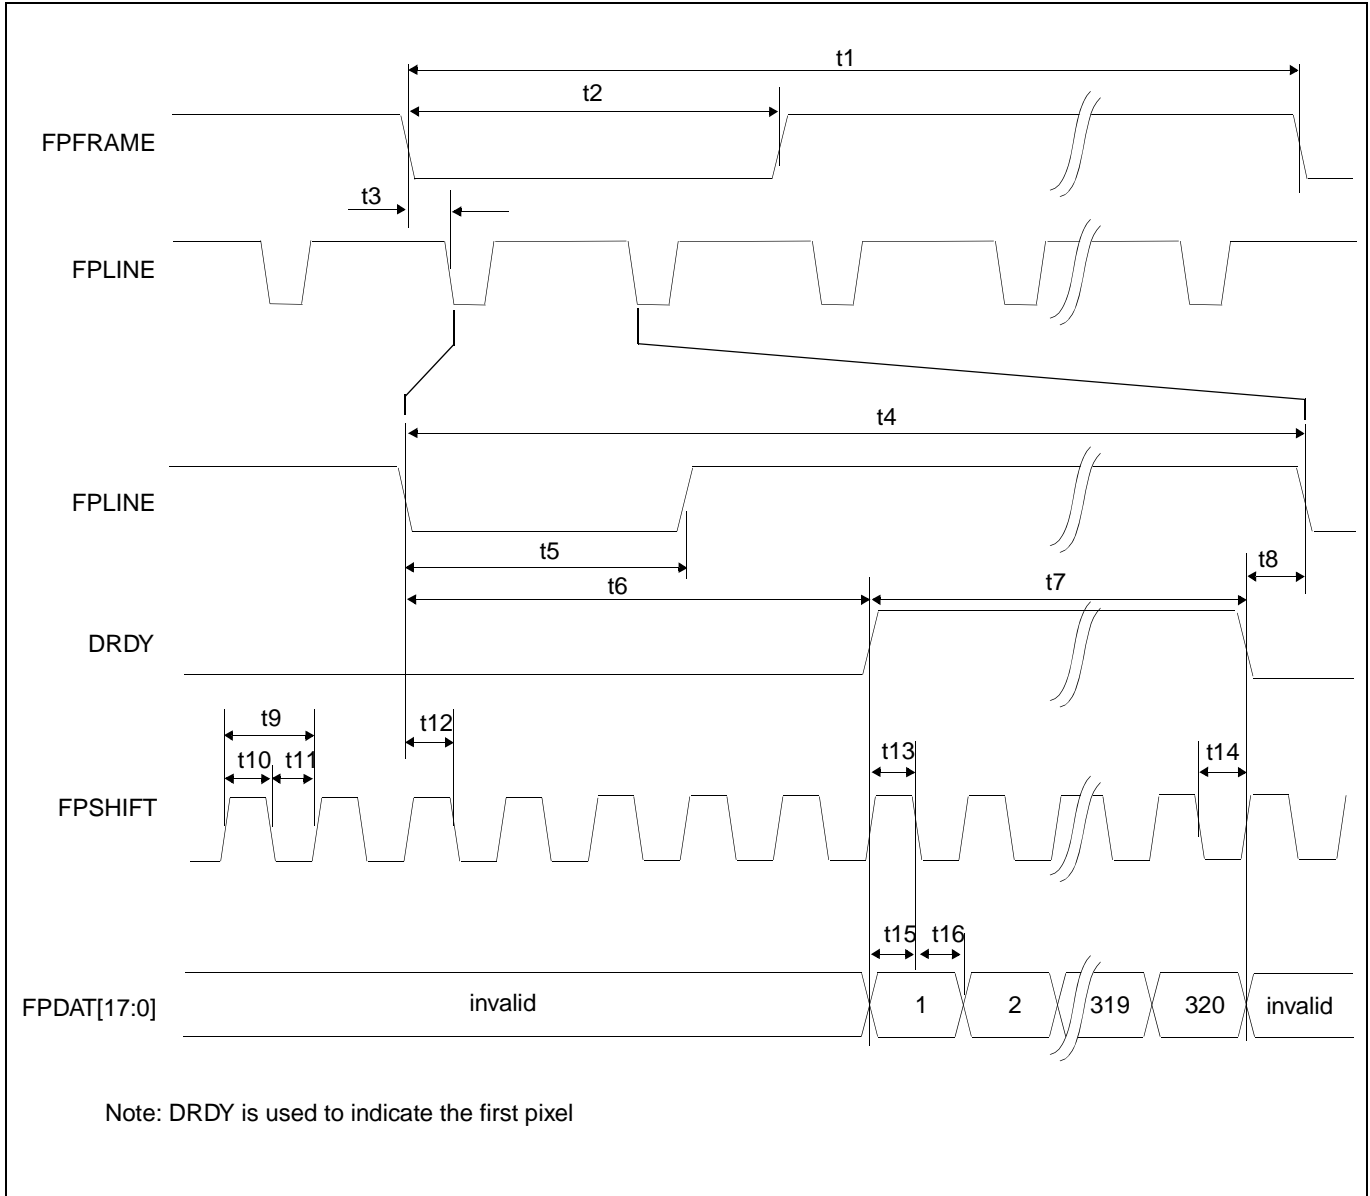 t1
t2
FPFRAME
t3
FPLINE
t4
FPLINE
t5
t8
t6
t7
DRDY
t9
t12
t10
t11
t13
t14
FPSHIFT
t15
t16
FPDAT[17:0]
invalid
1
2
319
320
invalid
Note: DRDY is used to indicate the first pixel